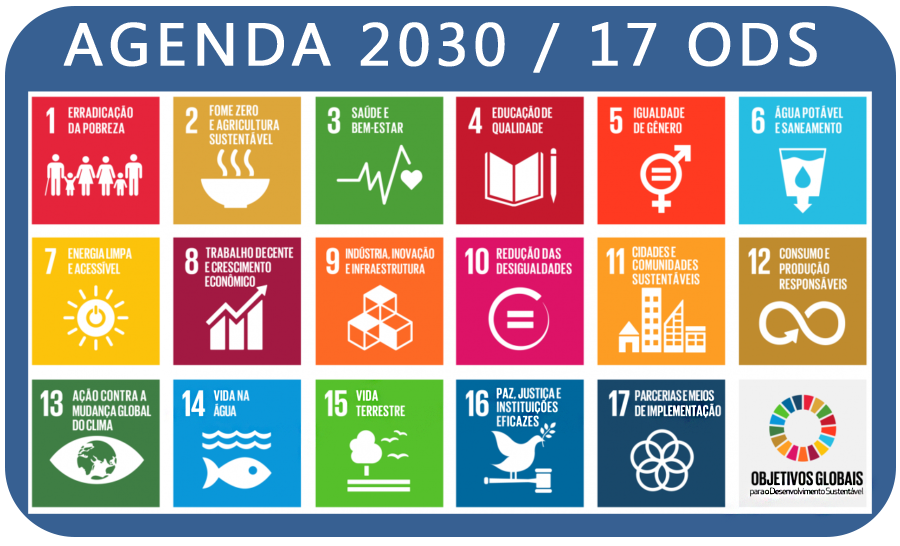 AGENDA 2030 / 17 ODS
1 ERRADICAÇÃO
DA POBREZA
2 FOME ZERO
E AGRICULTURA
SUSTENTÁVEL
3 SAÚDE E
BEM-ESTAR
4 EDUCAÇÃO DE
QUALIDADE
5 IGUALDADE
DE GÊNERO
6 ÁGUA POTÁVEL
E SANEAMENTO
7 ENERGIA LIMPA
E ACESSÍVEL
8 TRABALHO DECENTE
E CRESCIMENTO
ECONÔMICO
9 INDÚSTRIA, INOVAÇÃO
E INFRAESTRUTURA
10 REDUÇÃO DAS
DESIGUALDADES
11 CIDADES E
COMUNIDADES
SUSTENTÁVEIS
12 CONSUMO E
PRODUÇÃO
RESPONSÁVEIS
13 AÇÃO CONTRA A
MUDANÇA GLOBAL
DO CLIMA
14 VIDA NA
ÁGUA
15 VIDA
TERRESTRE
16 PAZ, JUSTIÇA E
INSTITUIÇÕES
EFICAZES
17 PARCERIAS E MEIOS
DE IMPLEMENTAÇÃO
OBJETIVOS GLOBAIS
para o Desenvolvimento Sustentável